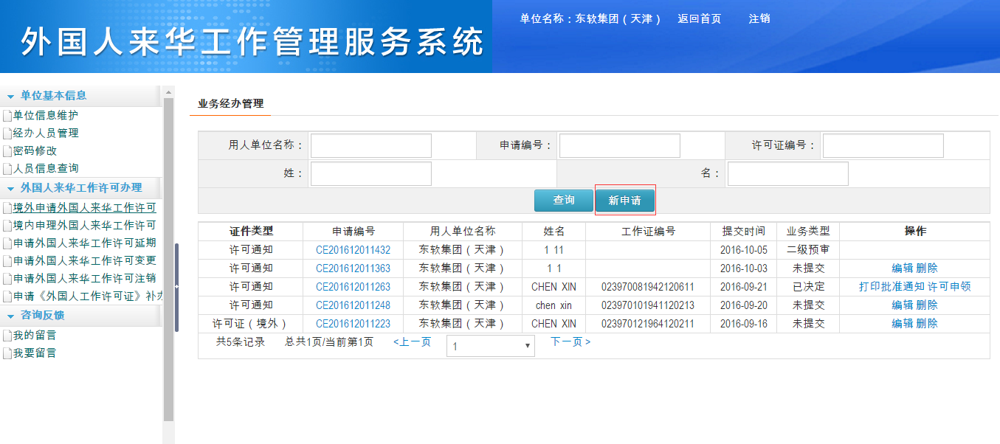 外国人来华工作管理服务系统
单位名称：东软集团（天津） 返回首页 注销
单位基本信息
单位信息维护
经办人员管理
密码修改
人员信息查询
外国人来华工作许可办理
境外申请外国人来华工作许可
境内申理外国人来华工作许可
申请外国人来华工作许可延期
申请外国人来华工作许可变更
申请外国人来华工作许可注销
申请《外国人工作许可证》补办
咨询反馈
我的留言
我要留言
业务经办管理
用人单位名称： 申请编号： 许可证编号：
姓： 名：
查询 新申请
证件类型 申请编号 用人单位名称 姓名 工作证编号 提交时间 业务类型 操作
许可通知 CE201612011432 东软集团（天津） 1 11 2016-10-05 二级预审
许可通知 CE201612011363 东软集团（天津） 1 1 2016-10-03 未提交 编辑 删除
许可通知 CE201612011263 东软集团（天津） CHEN XIN 023970081942120611 2016-09-21 已决定 打印批准通知 许可申领
许可通知 CE201612011248 东软集团（天津） chen xin 023970101941120213 2016-09-20 未提交 编辑 删除
许可证（境外） CE201612011223 东软集团（天津） CHEN XIN 023970121964120211 2016-09-16 未提交 编辑 删除
共5条记录 总共1页/当前第1页 <上一页 1 下一页>